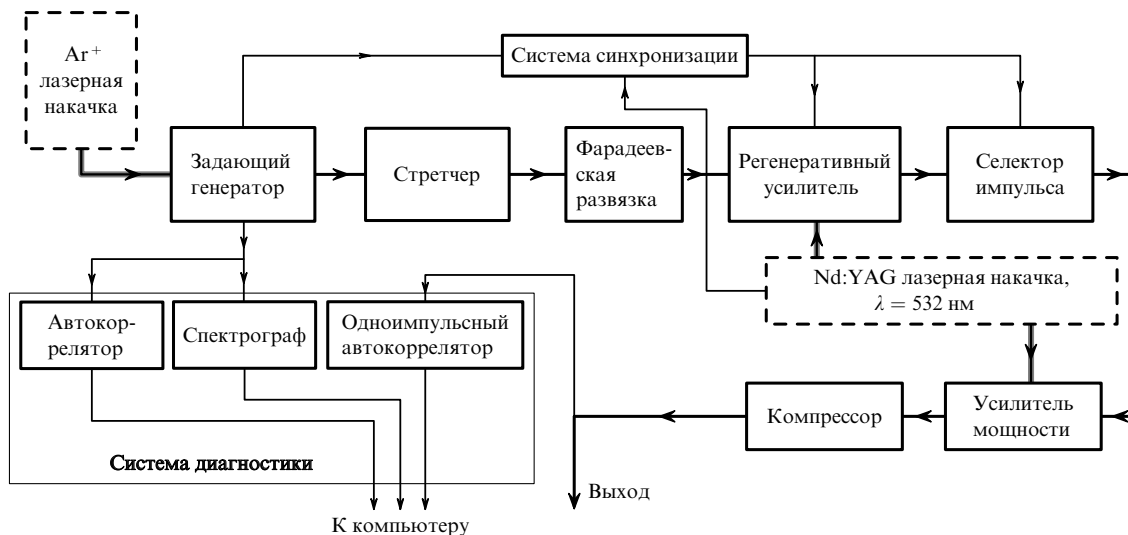 Ar⁺
лазерная
накачка
Система синхронизации
Задающий
генератор
Стретчер
Фарадеев-
ская
развязка
Регенеративный
усилитель
Селектор
импульса
Nd:YAG лазерная накачка,
λ = 532 нм
Автокор-
релятор
Спектрограф
Одноимпульсный
автокоррелятор
Компрессор
Усилитель
мощности
Система диагностики
Выход
К компьютеру